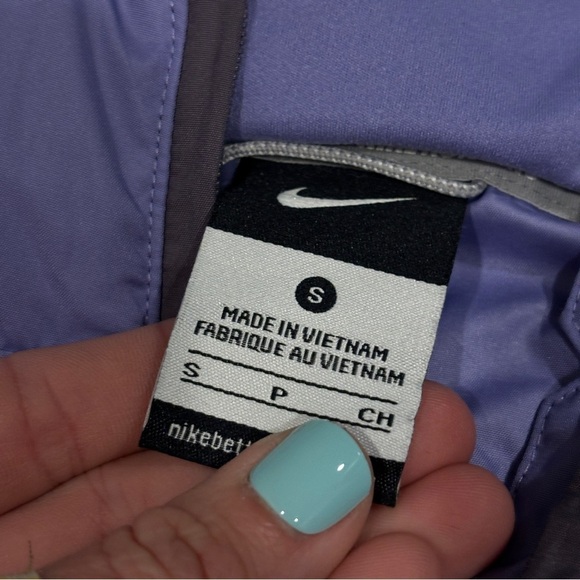 S
MADE IN VIETNAM
FABRIQUE AU VIETNAM
S P CH